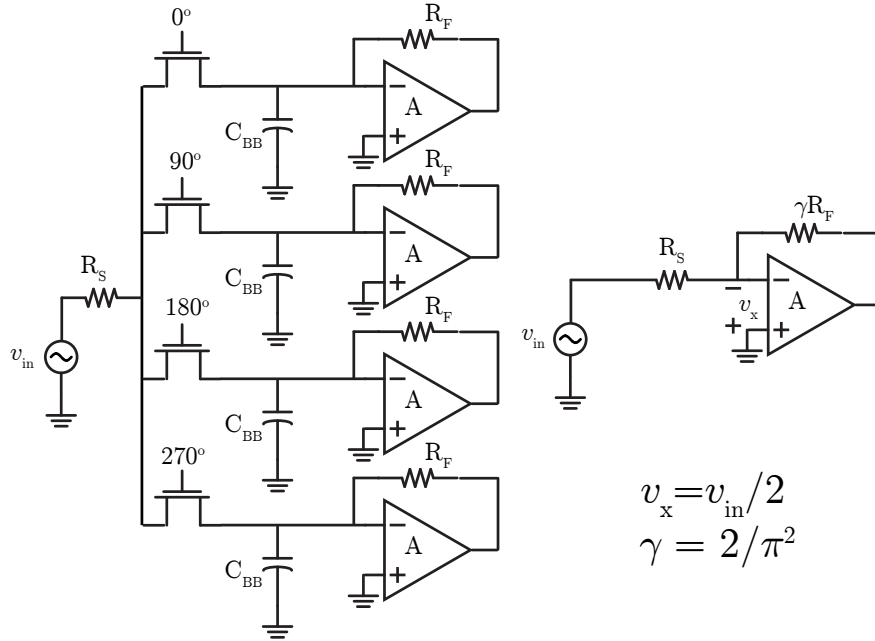 0°
R_F
A
C_BB
90°
R_F
A
C_BB
R_S
180°
v_in
R_F
A
C_BB
270°
R_F
A
C_BB
γR_F
R_S
A
v_x
v_in
v_x=v_in/2
γ = 2/π²